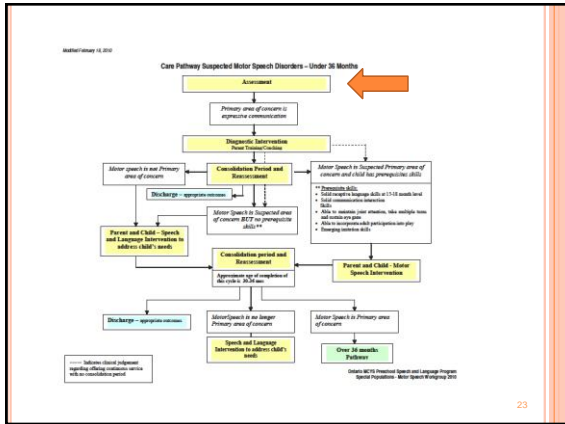 Modified February 18, 2010
Care Pathway Suspected Motor Speech Disorders – Under 36 Months
Assessment
Primary area of concern is
expressive communication
Diagnostic Intervention
Parent Training/Coaching
Motor speech is not Primary
area of concern
Consolidation Period and
Reassessment
Motor Speech is Suspected Primary area of
concern and child has prerequisites skills
Discharge – appropriate outcomes
** Prerequisite skills:
• Solid receptive language skills at 15-18 month level
• Solid communication interaction
Skills
• Able to maintain joint attention, take multiple turns
and sustain eye gaze
• Able to incorporate adult participation into play
• Emerging imitation skills
Motor Speech is Suspected area
of concern BUT no prerequisite
skills**
Parent and Child – Speech
and Language Intervention to
address child's needs
Consolidation period and
Reassessment
Approximate age of completion of
this cycle is 30-36 mos
Parent and Child - Motor
Speech Intervention
Discharge – appropriate outcomes
MotorSpeech is no longer
Primary area of concern
Motor Speech is Primary area
of concern
Speech and Language
Intervention to address child's
needs
Over 36 months
Pathway
------ Indicates clinical judgement
regarding offering continuous service
with no consolidation period
Ontario MCYS Preschool Speech and Language Program
Special Populations - Motor Speech Workgroup 2010
23